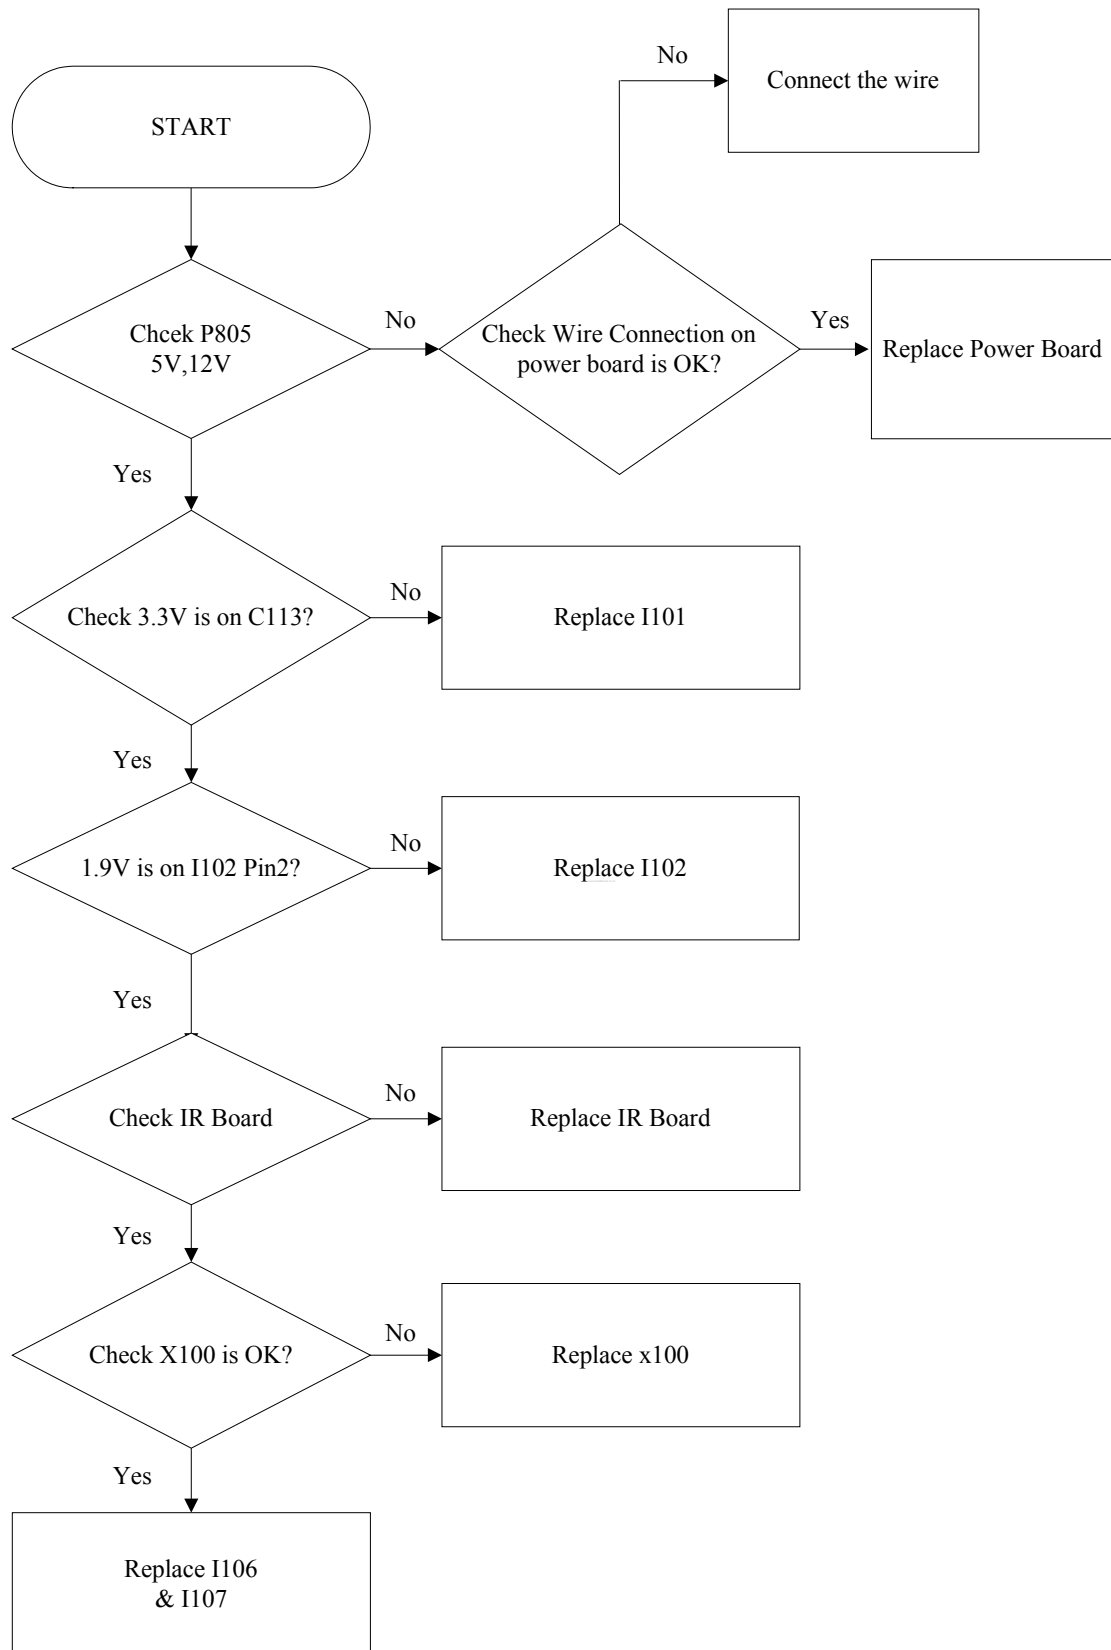 No
Connect the wire
START
Chcek P805
5V,12V
No
Check Wire Connection on
power board is OK?
Yes
Replace Power Board
Yes
Check 3.3V is on C113?
No
Replace I101
Yes
1.9V is on I102 Pin2?
No
Replace I102
Yes
Check IR Board
No
Replace IR Board
Yes
Check X100 is OK?
No
Replace x100
Yes
Replace I106
& I107